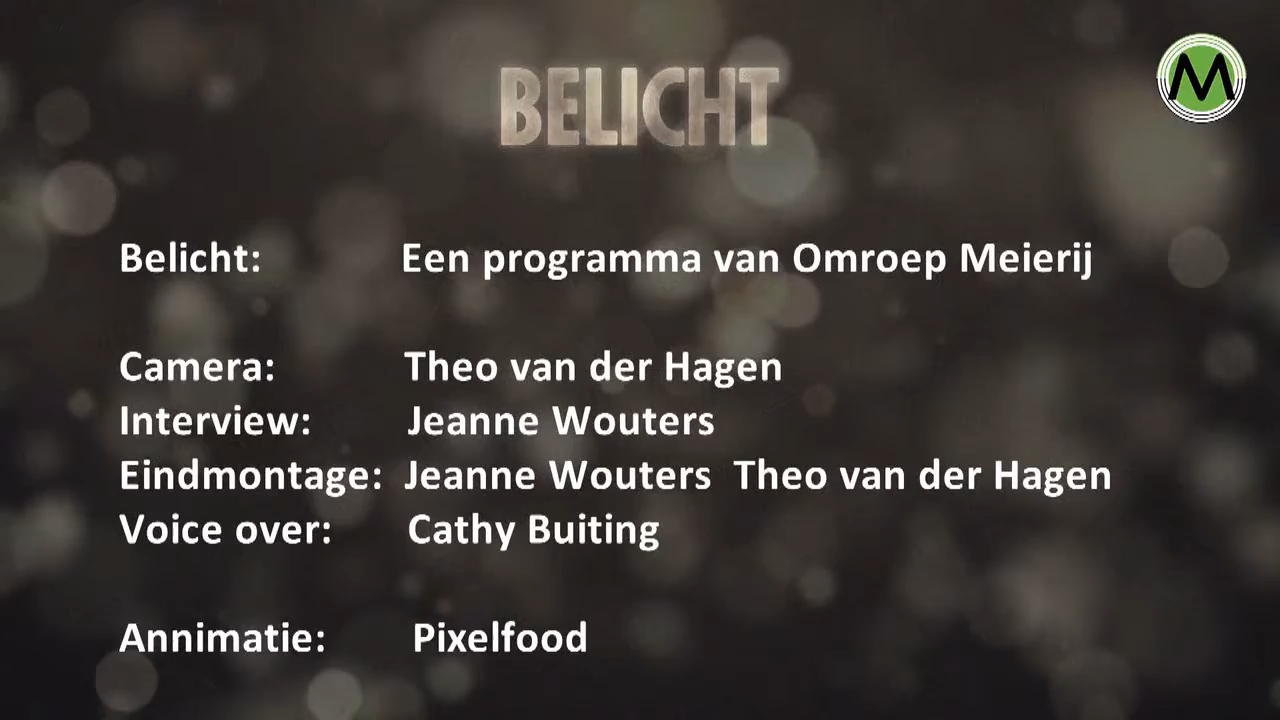 BELICHT
M
Belicht: Een programma van Omroep Meierij
Camera: Theo van der Hagen
Interview: Jeanne Wouters
Eindmontage: Jeanne Wouters Theo van der Hagen
Voice over: Cathy Buiting
Annimatie: Pixelfood